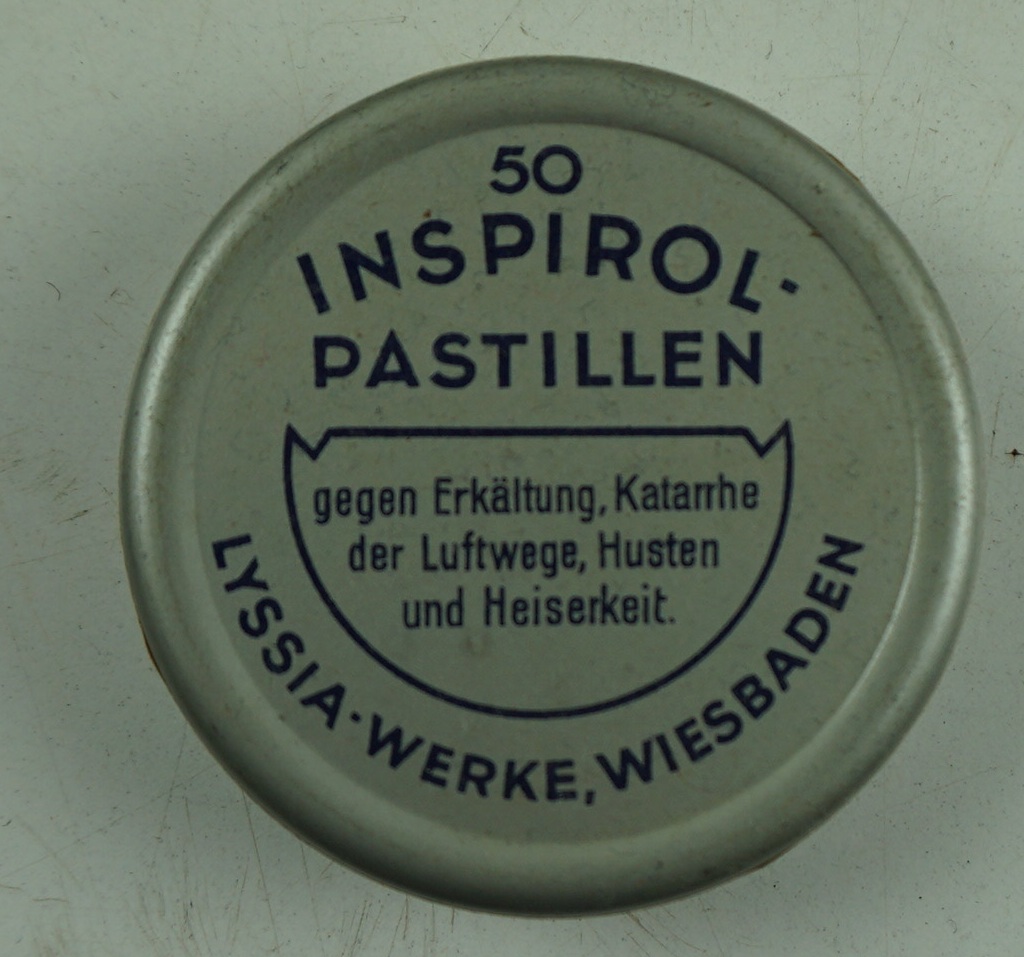 50
INSPIROL-
PASTILLEN
gegen Erkältung, Katarrhe
der Luftwege, Husten
und Heiserkeit.
LYSSIA-WERKE, WIESBADEN